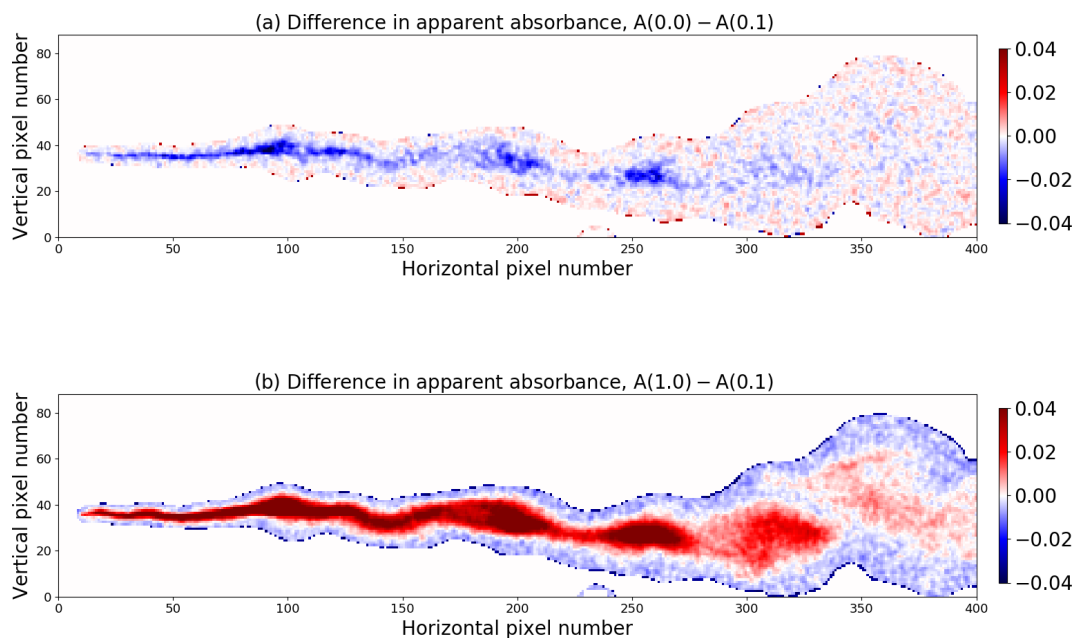 (a) Difference in apparent absorbance, A(0.0) − A(0.1)
Vertical pixel number
80
60
40
20
0
0 50 100 150 200 250 300 350 400
Horizontal pixel number
0.04
0.02
0.00
−0.02
−0.04
(b) Difference in apparent absorbance, A(1.0) − A(0.1)
Vertical pixel number
80
60
40
20
0
0 50 100 150 200 250 300 350 400
Horizontal pixel number
0.04
0.02
0.00
−0.02
−0.04